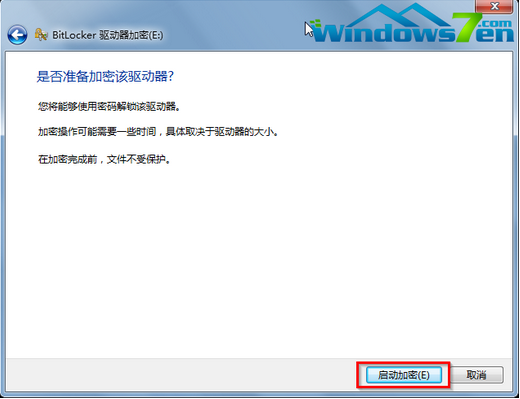 Windows7en
.com
BitLocker 驱动器加密(E:)
是否准备加密该驱动器?
您将能够使用密码解锁该驱动器。
加密操作可能需要一些时间，具体取决于驱动器的大小。
在加密完成前，文件不受保护。
启动加密(E) 取消